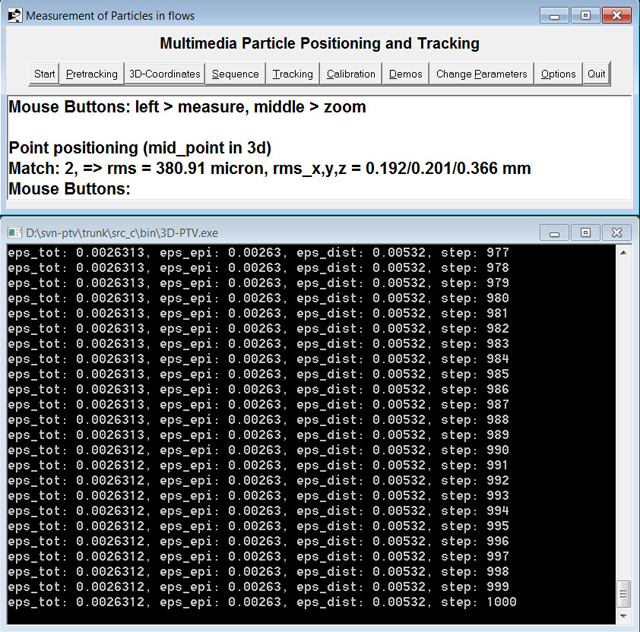 Measurement of Particles in flows
Multimedia Particle Positioning and Tracking
Start Pretracking 3D-Coordinates Sequence Tracking Calibration Demos Change Parameters Options Quit
Mouse Buttons: left > measure, middle > zoom
Point positioning (mid_point in 3d)
Match: 2, => rms = 380.91 micron, rms_x,y,z = 0.192/0.201/0.366 mm
Mouse Buttons:
D:\svn-ptv\trunk\src_c\bin\3D-PTV.exe
eps_tot: 0.0026313, eps_epi: 0.00263, eps_dist: 0.00532, step: 977
eps_tot: 0.0026313, eps_epi: 0.00263, eps_dist: 0.00532, step: 978
eps_tot: 0.0026313, eps_epi: 0.00263, eps_dist: 0.00532, step: 979
eps_tot: 0.0026313, eps_epi: 0.00263, eps_dist: 0.00532, step: 980
eps_tot: 0.0026313, eps_epi: 0.00263, eps_dist: 0.00532, step: 981
eps_tot: 0.0026313, eps_epi: 0.00263, eps_dist: 0.00532, step: 982
eps_tot: 0.0026313, eps_epi: 0.00263, eps_dist: 0.00532, step: 983
eps_tot: 0.0026313, eps_epi: 0.00263, eps_dist: 0.00532, step: 984
eps_tot: 0.0026313, eps_epi: 0.00263, eps_dist: 0.00532, step: 985
eps_tot: 0.0026313, eps_epi: 0.00263, eps_dist: 0.00532, step: 986
eps_tot: 0.0026313, eps_epi: 0.00263, eps_dist: 0.00532, step: 987
eps_tot: 0.0026313, eps_epi: 0.00263, eps_dist: 0.00532, step: 988
eps_tot: 0.0026313, eps_epi: 0.00263, eps_dist: 0.00532, step: 989
eps_tot: 0.0026312, eps_epi: 0.00263, eps_dist: 0.00532, step: 990
eps_tot: 0.0026312, eps_epi: 0.00263, eps_dist: 0.00532, step: 991
eps_tot: 0.0026312, eps_epi: 0.00263, eps_dist: 0.00532, step: 992
eps_tot: 0.0026312, eps_epi: 0.00263, eps_dist: 0.00532, step: 993
eps_tot: 0.0026312, eps_epi: 0.00263, eps_dist: 0.00532, step: 994
eps_tot: 0.0026312, eps_epi: 0.00263, eps_dist: 0.00532, step: 995
eps_tot: 0.0026312, eps_epi: 0.00263, eps_dist: 0.00532, step: 996
eps_tot: 0.0026312, eps_epi: 0.00263, eps_dist: 0.00532, step: 997
eps_tot: 0.0026312, eps_epi: 0.00263, eps_dist: 0.00532, step: 998
eps_tot: 0.0026312, eps_epi: 0.00263, eps_dist: 0.00532, step: 999
eps_tot: 0.0026312, eps_epi: 0.00263, eps_dist: 0.00532, step: 1000